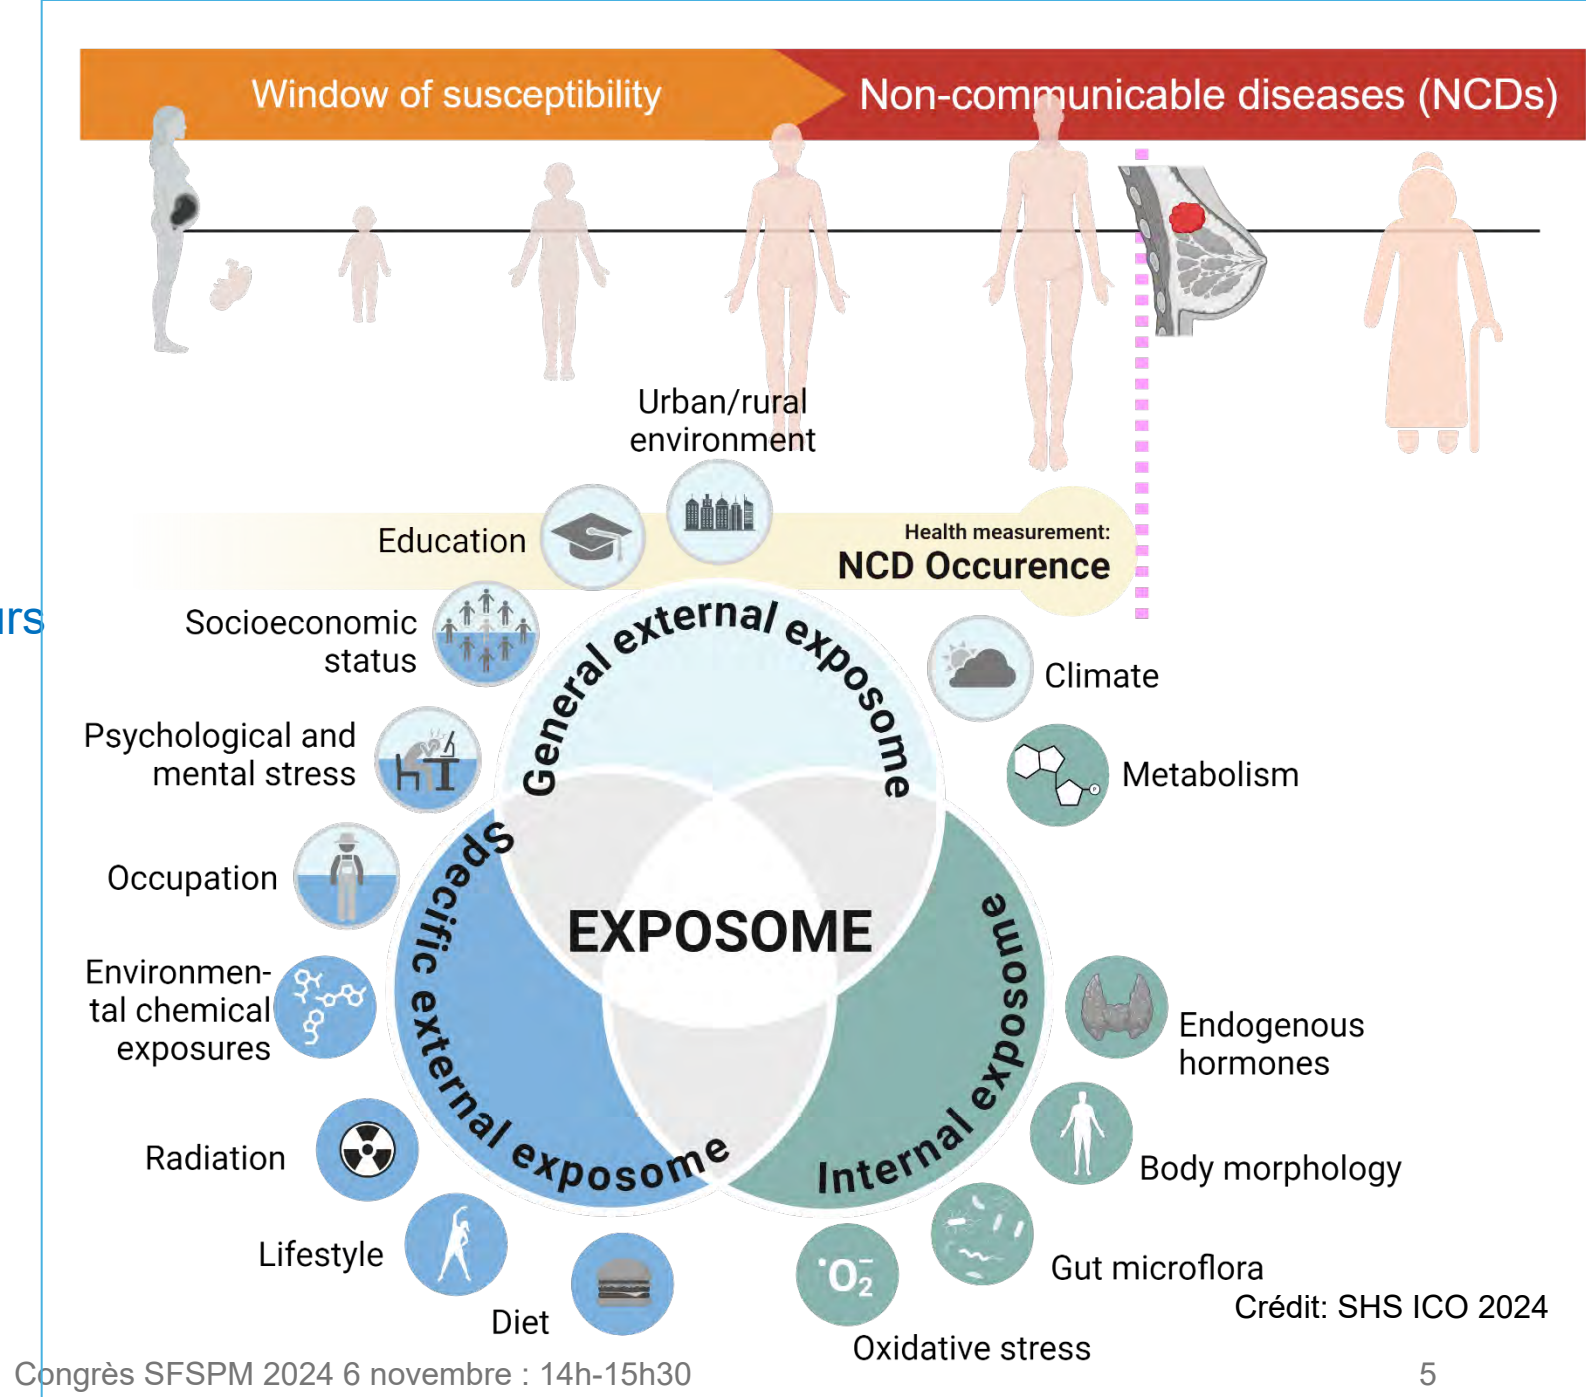 Window of susceptibility
Non-communicable diseases (NCDs)
Urban/rural
environment
Education
Health measurement:
NCD Occurence
Socioeconomic
status
General external exposome
Climate
Psychological and
mental stress
Metabolism
Specific external exposome
Occupation
EXPOSOME
Internal exposome
Environmen-
tal chemical
exposures
Endogenous
hormones
Radiation
Body morphology
Lifestyle
Gut microflora
Diet
•O2−
Oxidative stress
P
Crédit: SHS ICO 2024
Congrès SFSPM 2024 6 novembre : 14h-15h30
5